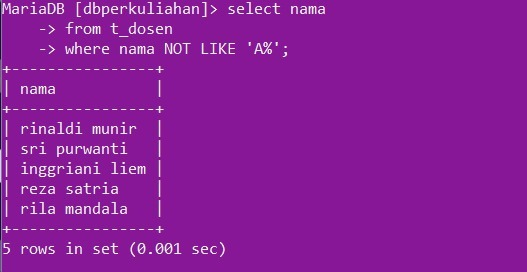 MariaDB [dbperkuliahan]> select nama
    -> from t_dosen
    -> where nama NOT LIKE 'A%';
+----------------+
| nama           |
+----------------+
| rinaldi munir  |
| sri purwanti   |
| inggriani liem |
| reza satria    |
| rila mandala   |
+----------------+
5 rows in set (0.001 sec)